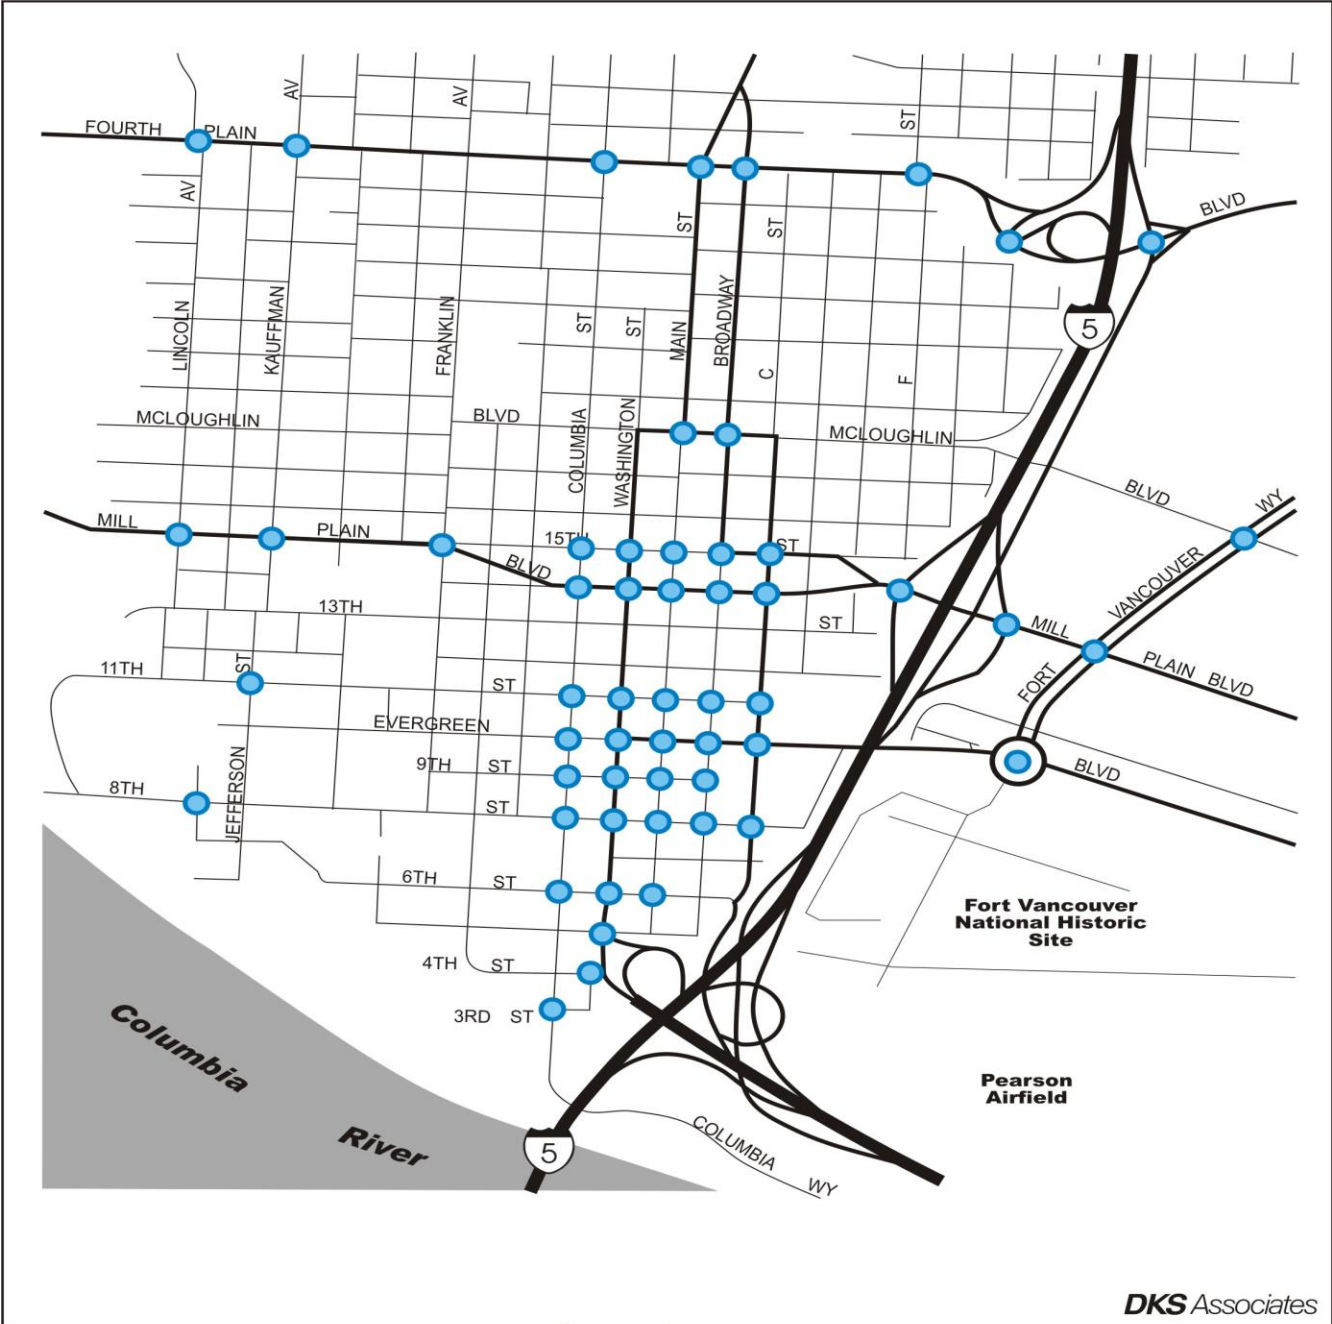 AV
AV
ST
FOURTH PLAIN
AV
BLVD
ST
ST
LINCOLN
KAUFFMAN
FRANKLIN
ST
ST
MAIN
BROADWAY
C
F
5
MCLOUGHLIN
BLVD
COLUMBIA
WASHINGTON
MCLOUGHLIN
BLVD
WY
MILL
PLAIN
BLVD
15TH
ST
VANCOUVER
13TH
ST
MILL
PLAIN BLVD
11TH
ST
ST
FORT
EVERGREEN
BLVD
9TH ST
8TH
JEFFERSON
ST
6TH
ST
Fort Vancouver
National Historic
Site
4TH
ST
3RD ST
Columbia
River
5
Pearson
Airfield
COLUMBIA
WY
DKS Associates